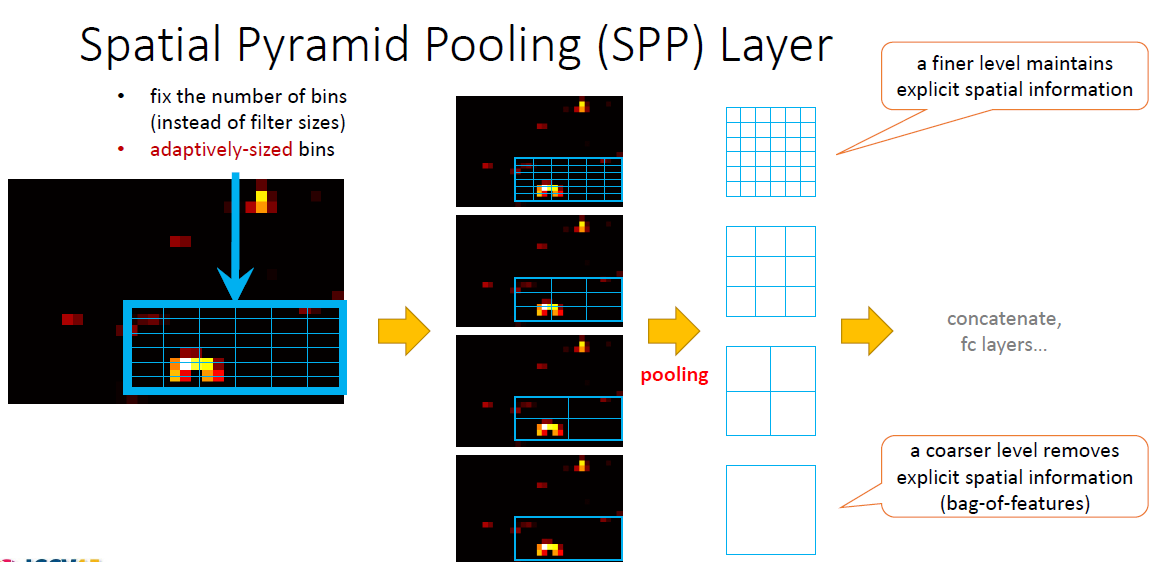 Spatial Pyramid Pooling (SPP) Layer
• fix the number of bins
(instead of filter sizes)
• adaptively-sized bins
a finer level maintains
explicit spatial information
pooling
concatenate,
fc layers...
a coarser level removes
explicit spatial information
(bag-of-features)